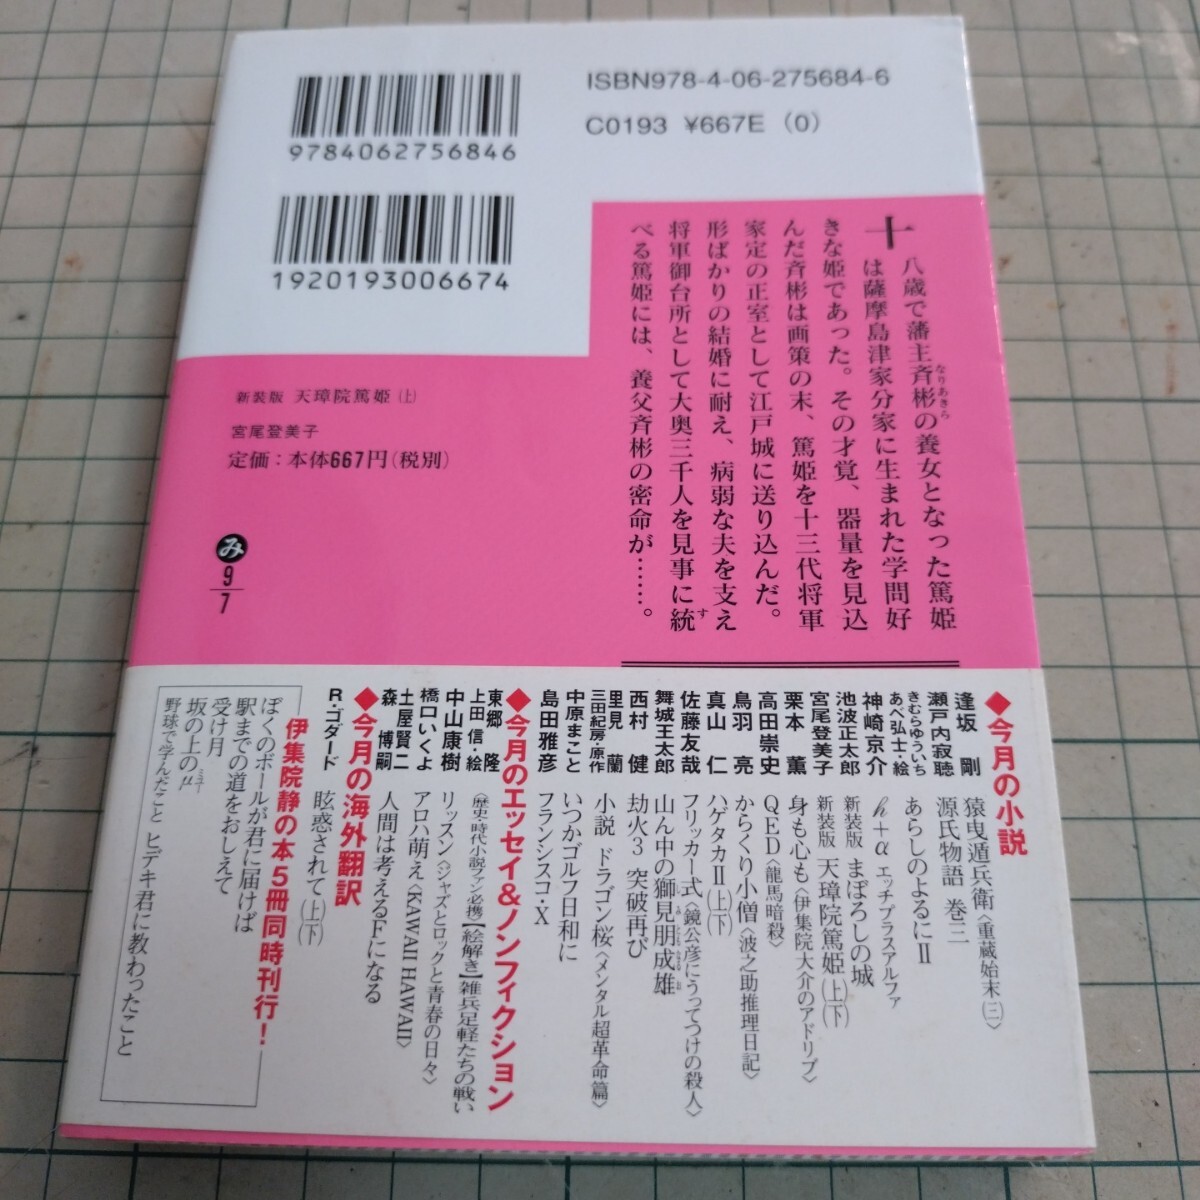 ISBN978-4-06-275684-6
C0193 ¥667E (0)
9784062756846
1920193006674
十八歳で藩主斉彬の養女となった篤姫
なりあきら
は薩摩島津家分家に生まれた学問好
きな姫であった。その才覚、器量を見込
んだ斉彬は画策の末、篤姫を十三代将軍
家定の正室として江戸城に送り込んだ。
形ばかりの結婚に耐え、病弱な夫を支え
将軍御台所として大奥三千人を見事に統
す
べる篤姫には、養父斉彬の密命が……。
新装版 天璋院篤姫(上)
宮尾登美子
定価:本体667円(税別)
み
9
7
◆今月の小説
逢坂 剛 猿曳遁兵衛〈重蔵始末(三)〉
瀬戸内寂聴 源氏物語 巻三
きむらゆういち
あべ弘士・絵 あらしのよるにⅡ
神崎京介 h+α エッチプラスアルファ
池波正太郎 新装版 まぼろしの城
宮尾登美子 新装版 天璋院篤姫(上)(下)
栗本 薫 身も心も〈伊集院大介のアドリブ〉
高田崇史 QED〈龍馬暗殺〉
鳥羽 亮 からくり小僧〈波之助推理日記〉
真山 仁 ハゲタカⅡ(上)(下)
佐藤友哉 フリッカー式〈鏡公彦にうってつけの殺人〉
舞城王太郎 山ん中の獅見朋成雄
西村 健 劫火3 突破再び
里見 蘭
三田紀房・原作 小説 ドラゴン桜〈メンタル超革命篇〉
中原まこと いつかゴルフ日和に
島田雅彦 フランシスコ・X
◆今月のエッセイ&ノンフィクション
東郷 隆
上田 信・絵 〈歴史・時代小説ファン必携〉【絵解き】雑兵足軽たちの戦い
中山康樹 リッスン〈ジャズとロックと青春の日々〉
橋口いくよ アロハ萌え〈KAWAII HAWAII〉
土屋賢二
森 博嗣 人間は考えるFになる
◆今月の海外翻訳
R・ゴダード 眩惑されて(上)(下)
伊集院静の本5冊同時刊行!
ぼくのボールが君に届けば
駅までの道をおしえて
受け月
坂の上のμ
ミュー
野球で学んだこと ヒデキ君に教わったこと